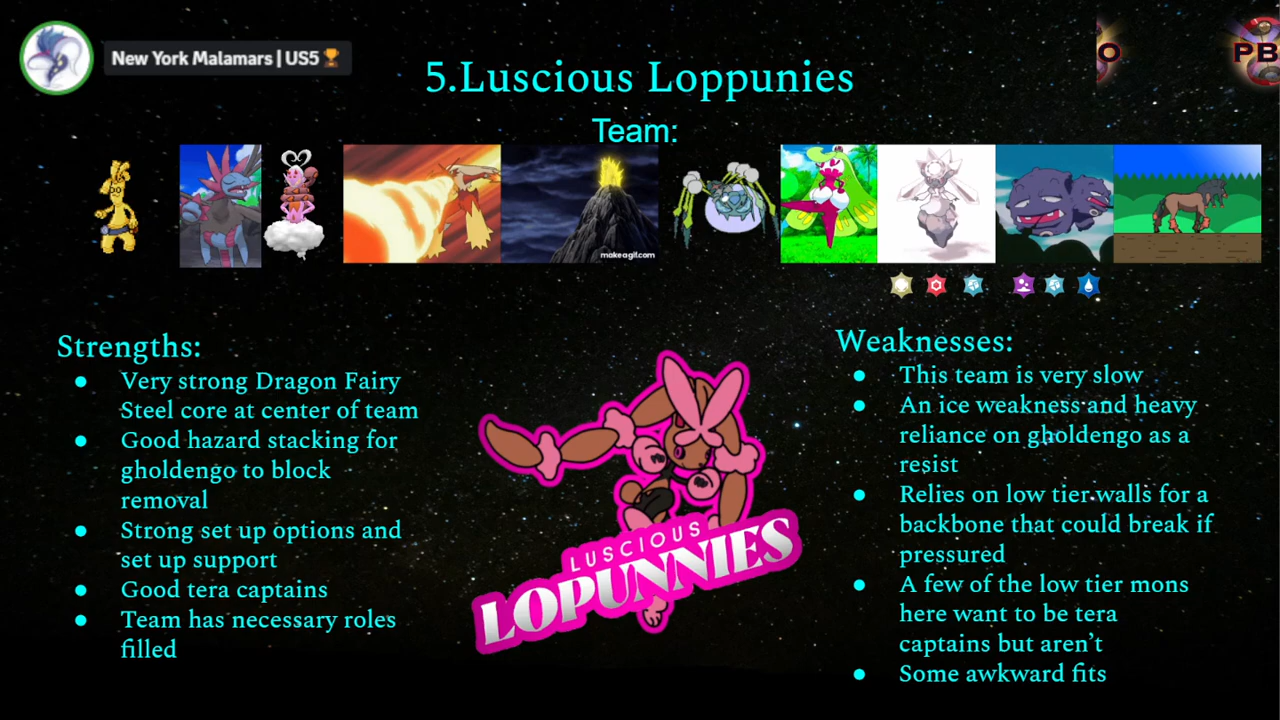 New York Malamars | US5 🏆
O
PB
5.Luscious Loppunies
Team:
makeagif.com
Strengths:
● Very strong Dragon Fairy
Steel core at center of team
● Good hazard stacking for
gholdengo to block
removal
● Strong set up options and
set up support
● Good tera captains
● Team has necessary roles
filled
LUSCIOUS
LOPUNNIES
Weaknesses:
● This team is very slow
● An ice weakness and heavy
reliance on gholdengo as a
resist
● Relies on low tier walls for a
backbone that could break if
pressured
● A few of the low tier mons
here want to be tera
captains but aren’t
● Some awkward fits